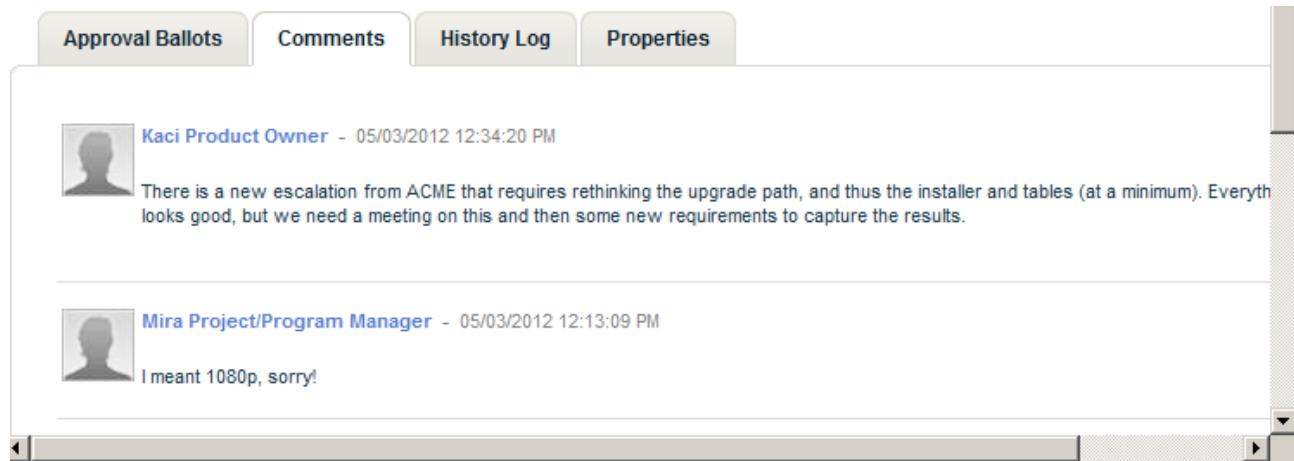 Approval Ballots Comments History Log Properties
Kaci Product Owner - 05/03/2012 12:34:20 PM
There is a new escalation from ACME that requires rethinking the upgrade path, and thus the installer and tables (at a minimum). Everyth
looks good, but we need a meeting on this and then some new requirements to capture the results.
Mira Project/Program Manager - 05/03/2012 12:13:09 PM
I meant 1080p, sorry!